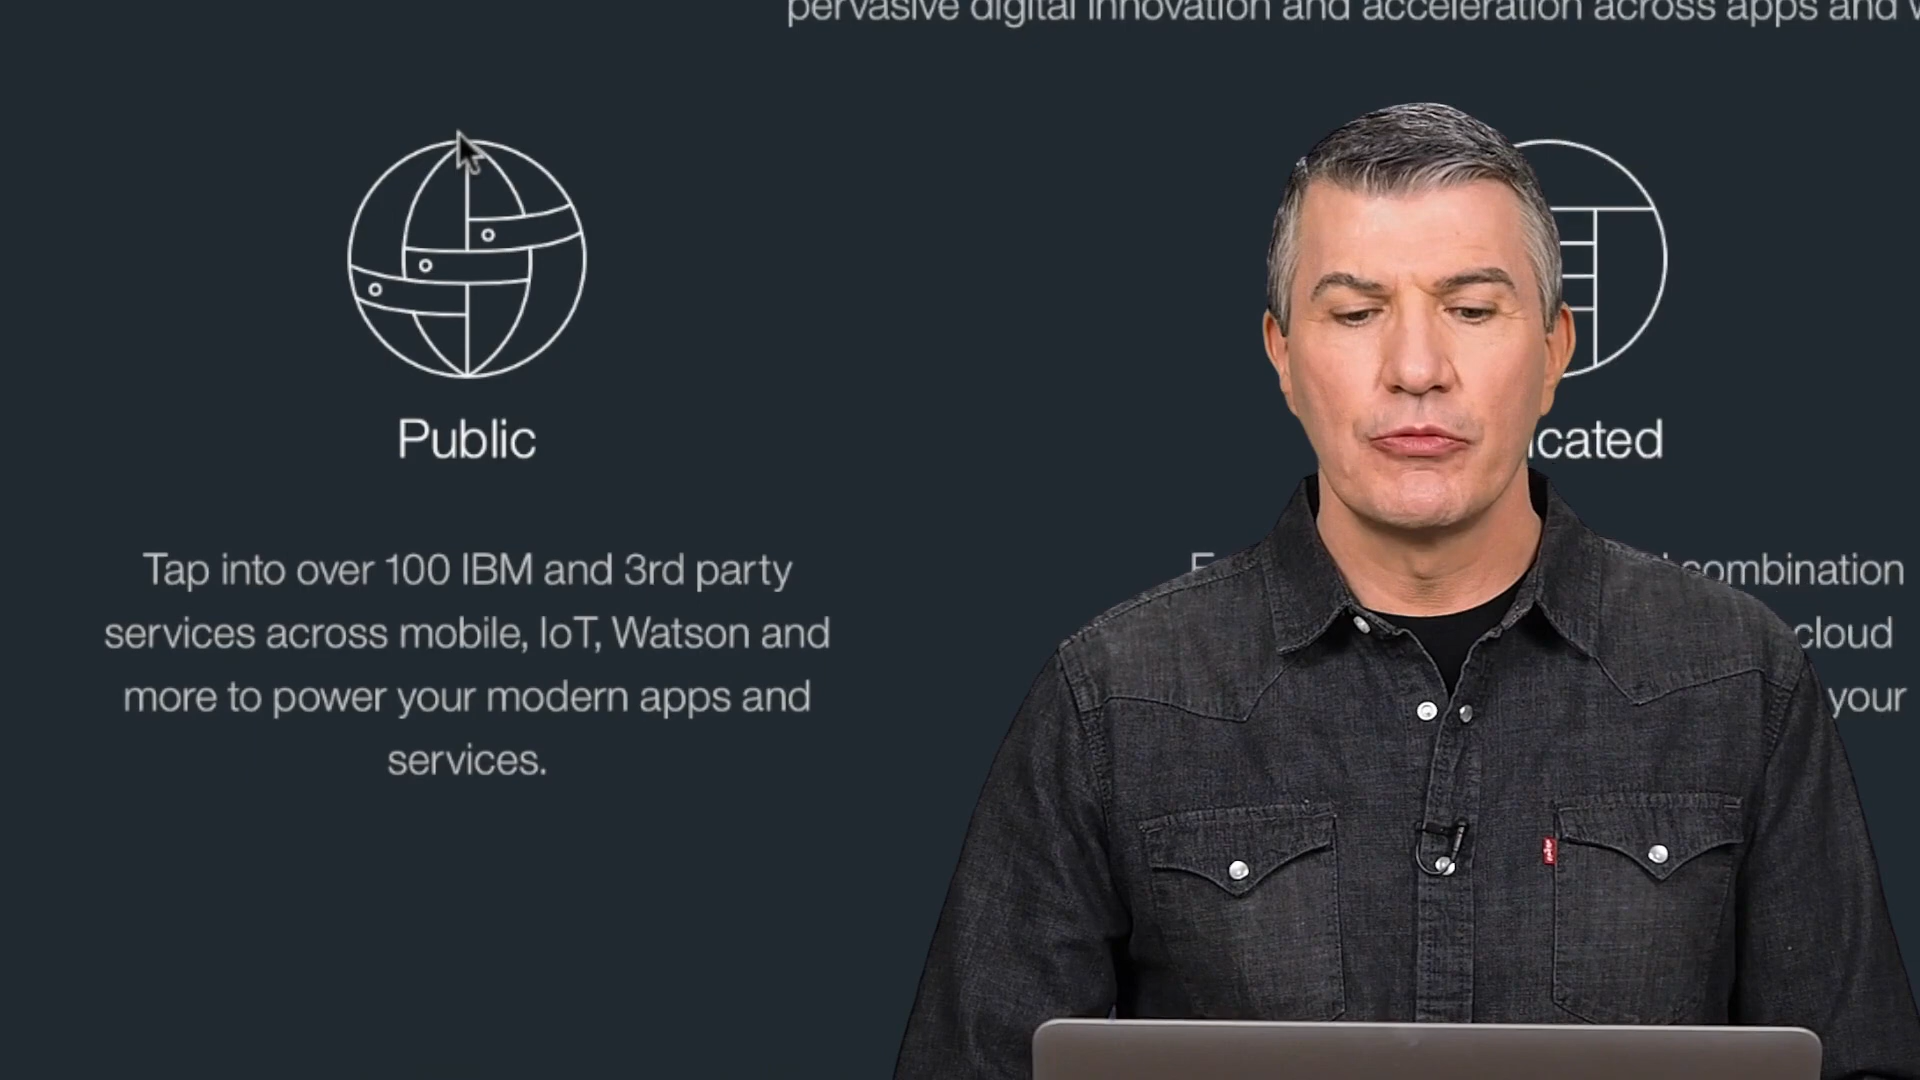 pervasive digital innovation and acceleration across apps and
Public
Tap into over 100 IBM and 3rd party
services across mobile, IoT, Watson and
more to power your modern apps and
services.
icated
combination
cloud
your